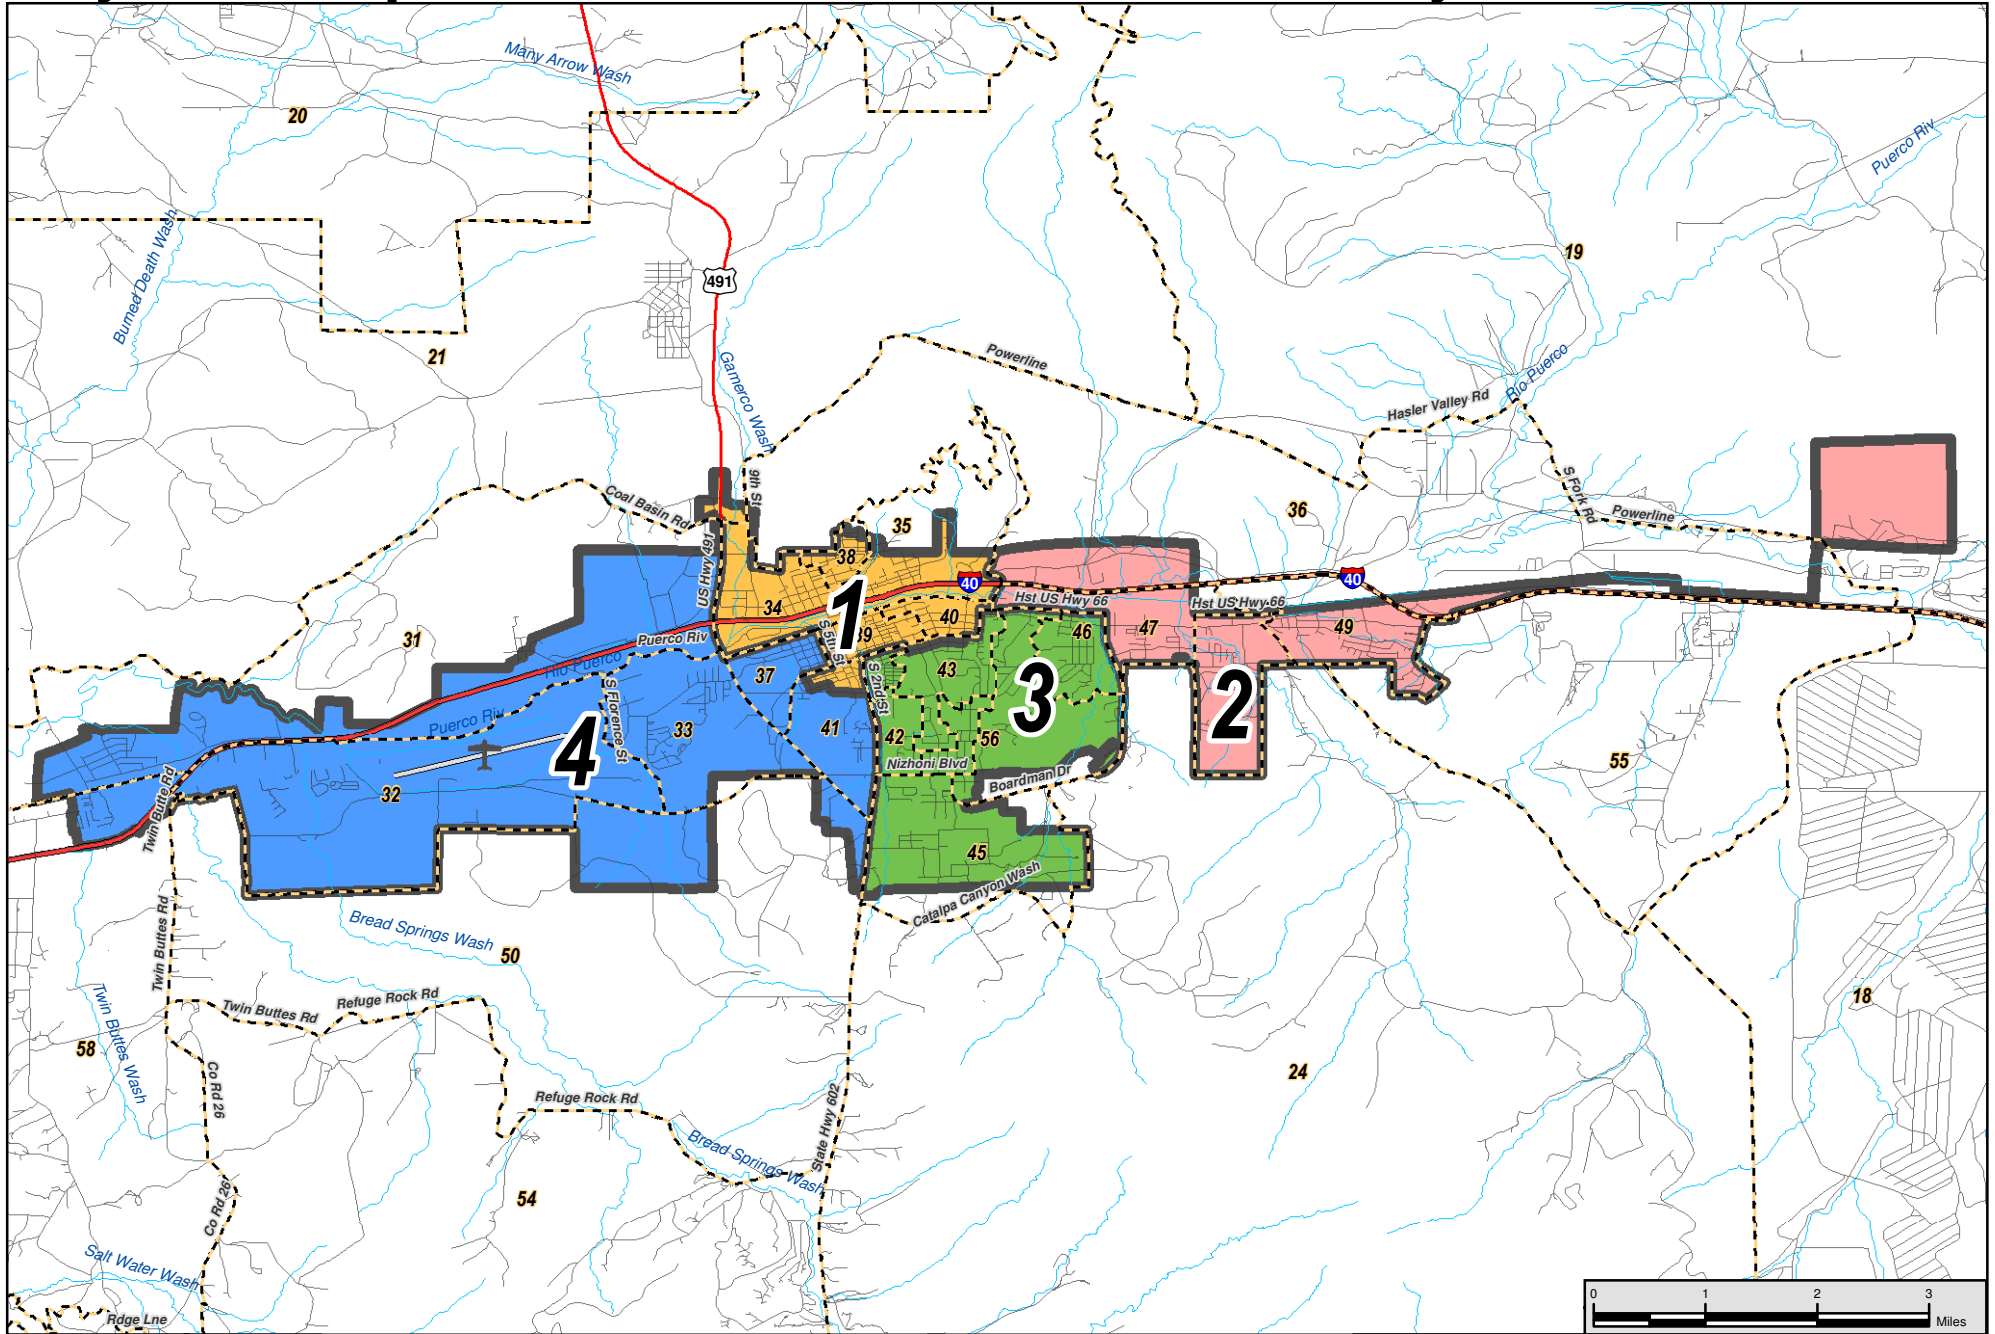 Many Arrow Wash
20
Puerco Riv
Burned Death Wash
19
491
21
Gamerco Wash
Powerline
Rio Puerco
Hasler Valley Rd
9th St
Coal Basin Rd
S Fork Rd
36
35
Powerline
US Hwy 491
38
40
40
34
1
Hst US Hwy 66
Hst US Hwy 66
40
S 5th St
39
46
47
49
31
Puerco Riv
Rio Puerco
37
S 2nd St
43
3
2
S Florence St
Puerco Riv
4
33
41
42
56
Nizhoni Blvd
Boardman Dr
55
Twin Butte Rd
32
45
Catalpa Canyon Wash
Twin Buttes Rd
Bread Springs Wash
50
Twin Buttes Wash
Twin Buttes Rd
Refuge Rock Rd
18
58
Co Rd 26
24
Refuge Rock Rd
State Hwy 602
Bread Springs Wash
Co Rd 26
54
Salt Water Wash
Rdge Lne
0 1 2 3
Miles